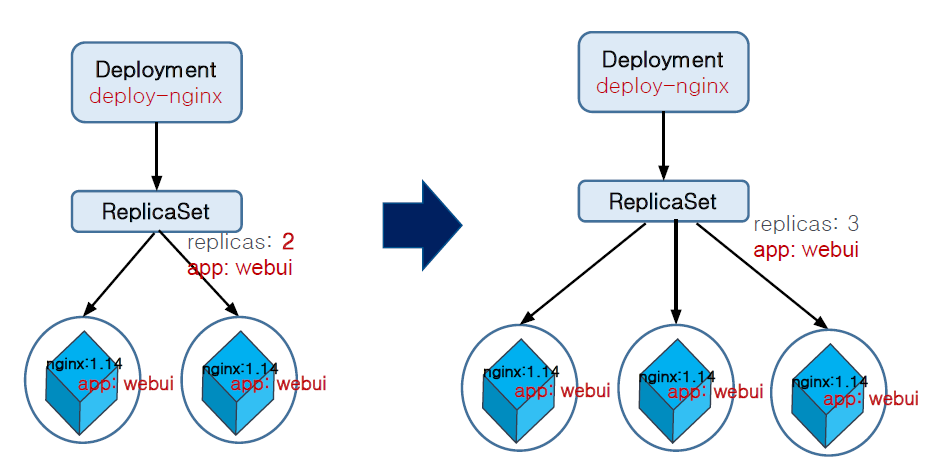 Deployment
deploy-nginx
ReplicaSet
replicas: 2
app: webui
nginx:1.14
app: webui
nginx:1.14
app: webui
Deployment
deploy-nginx
ReplicaSet
replicas: 3
app: webui
nginx:1.14
app: webui
nginx:1.14
app: webui
nginx:1.14
app: webui